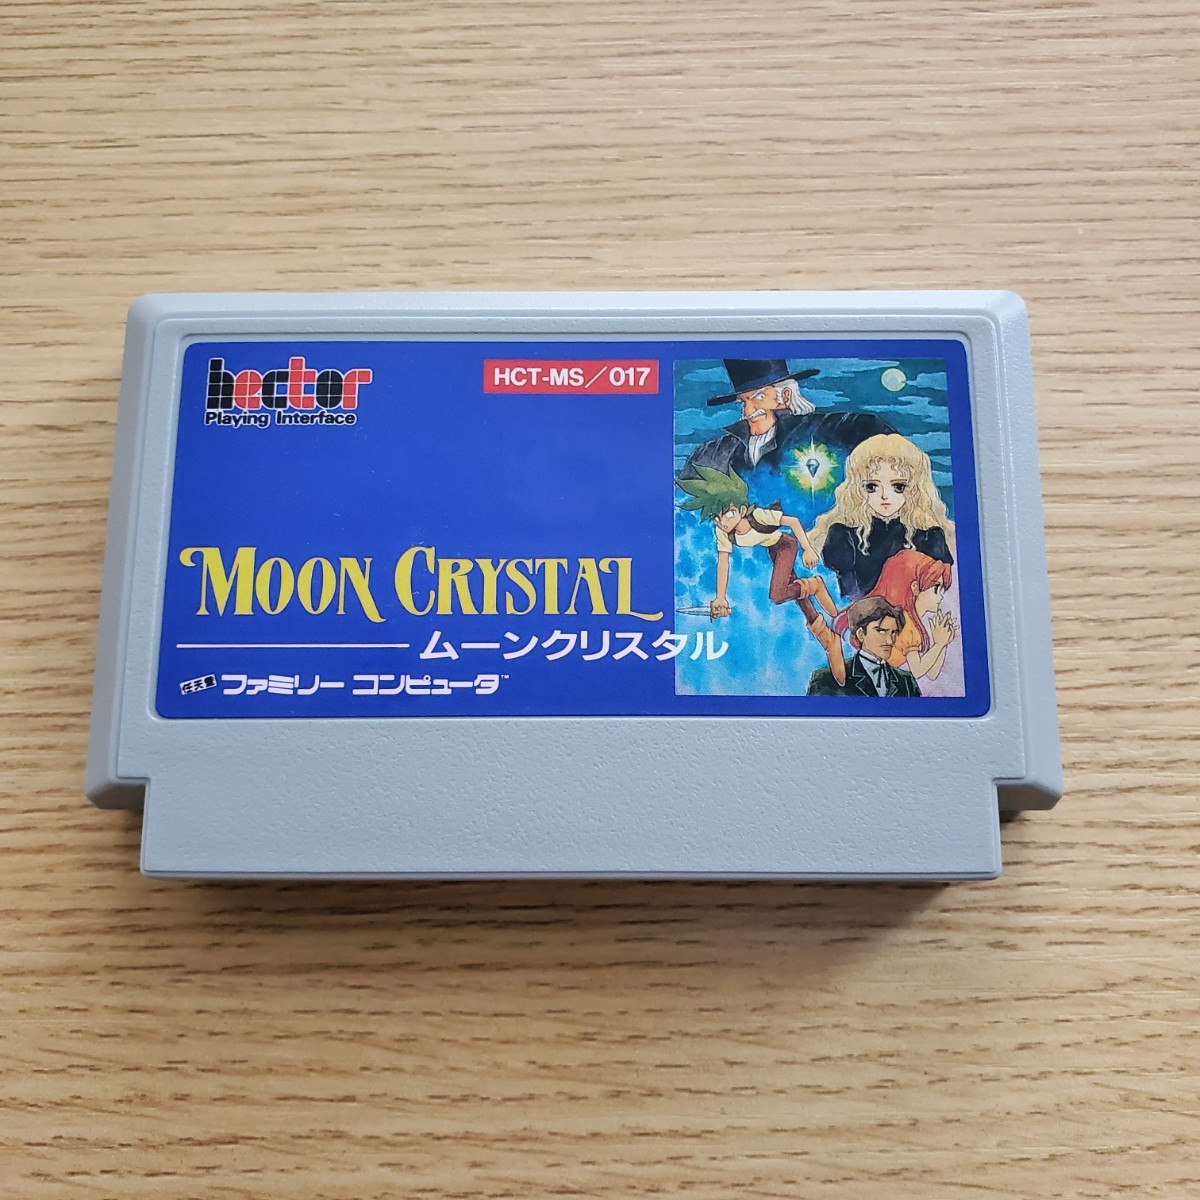 hector
Playing Interface
HCT-MS/017
MOON CRYSTAL
ムーンクリスタル
任天堂 ファミリー コンピュータ™